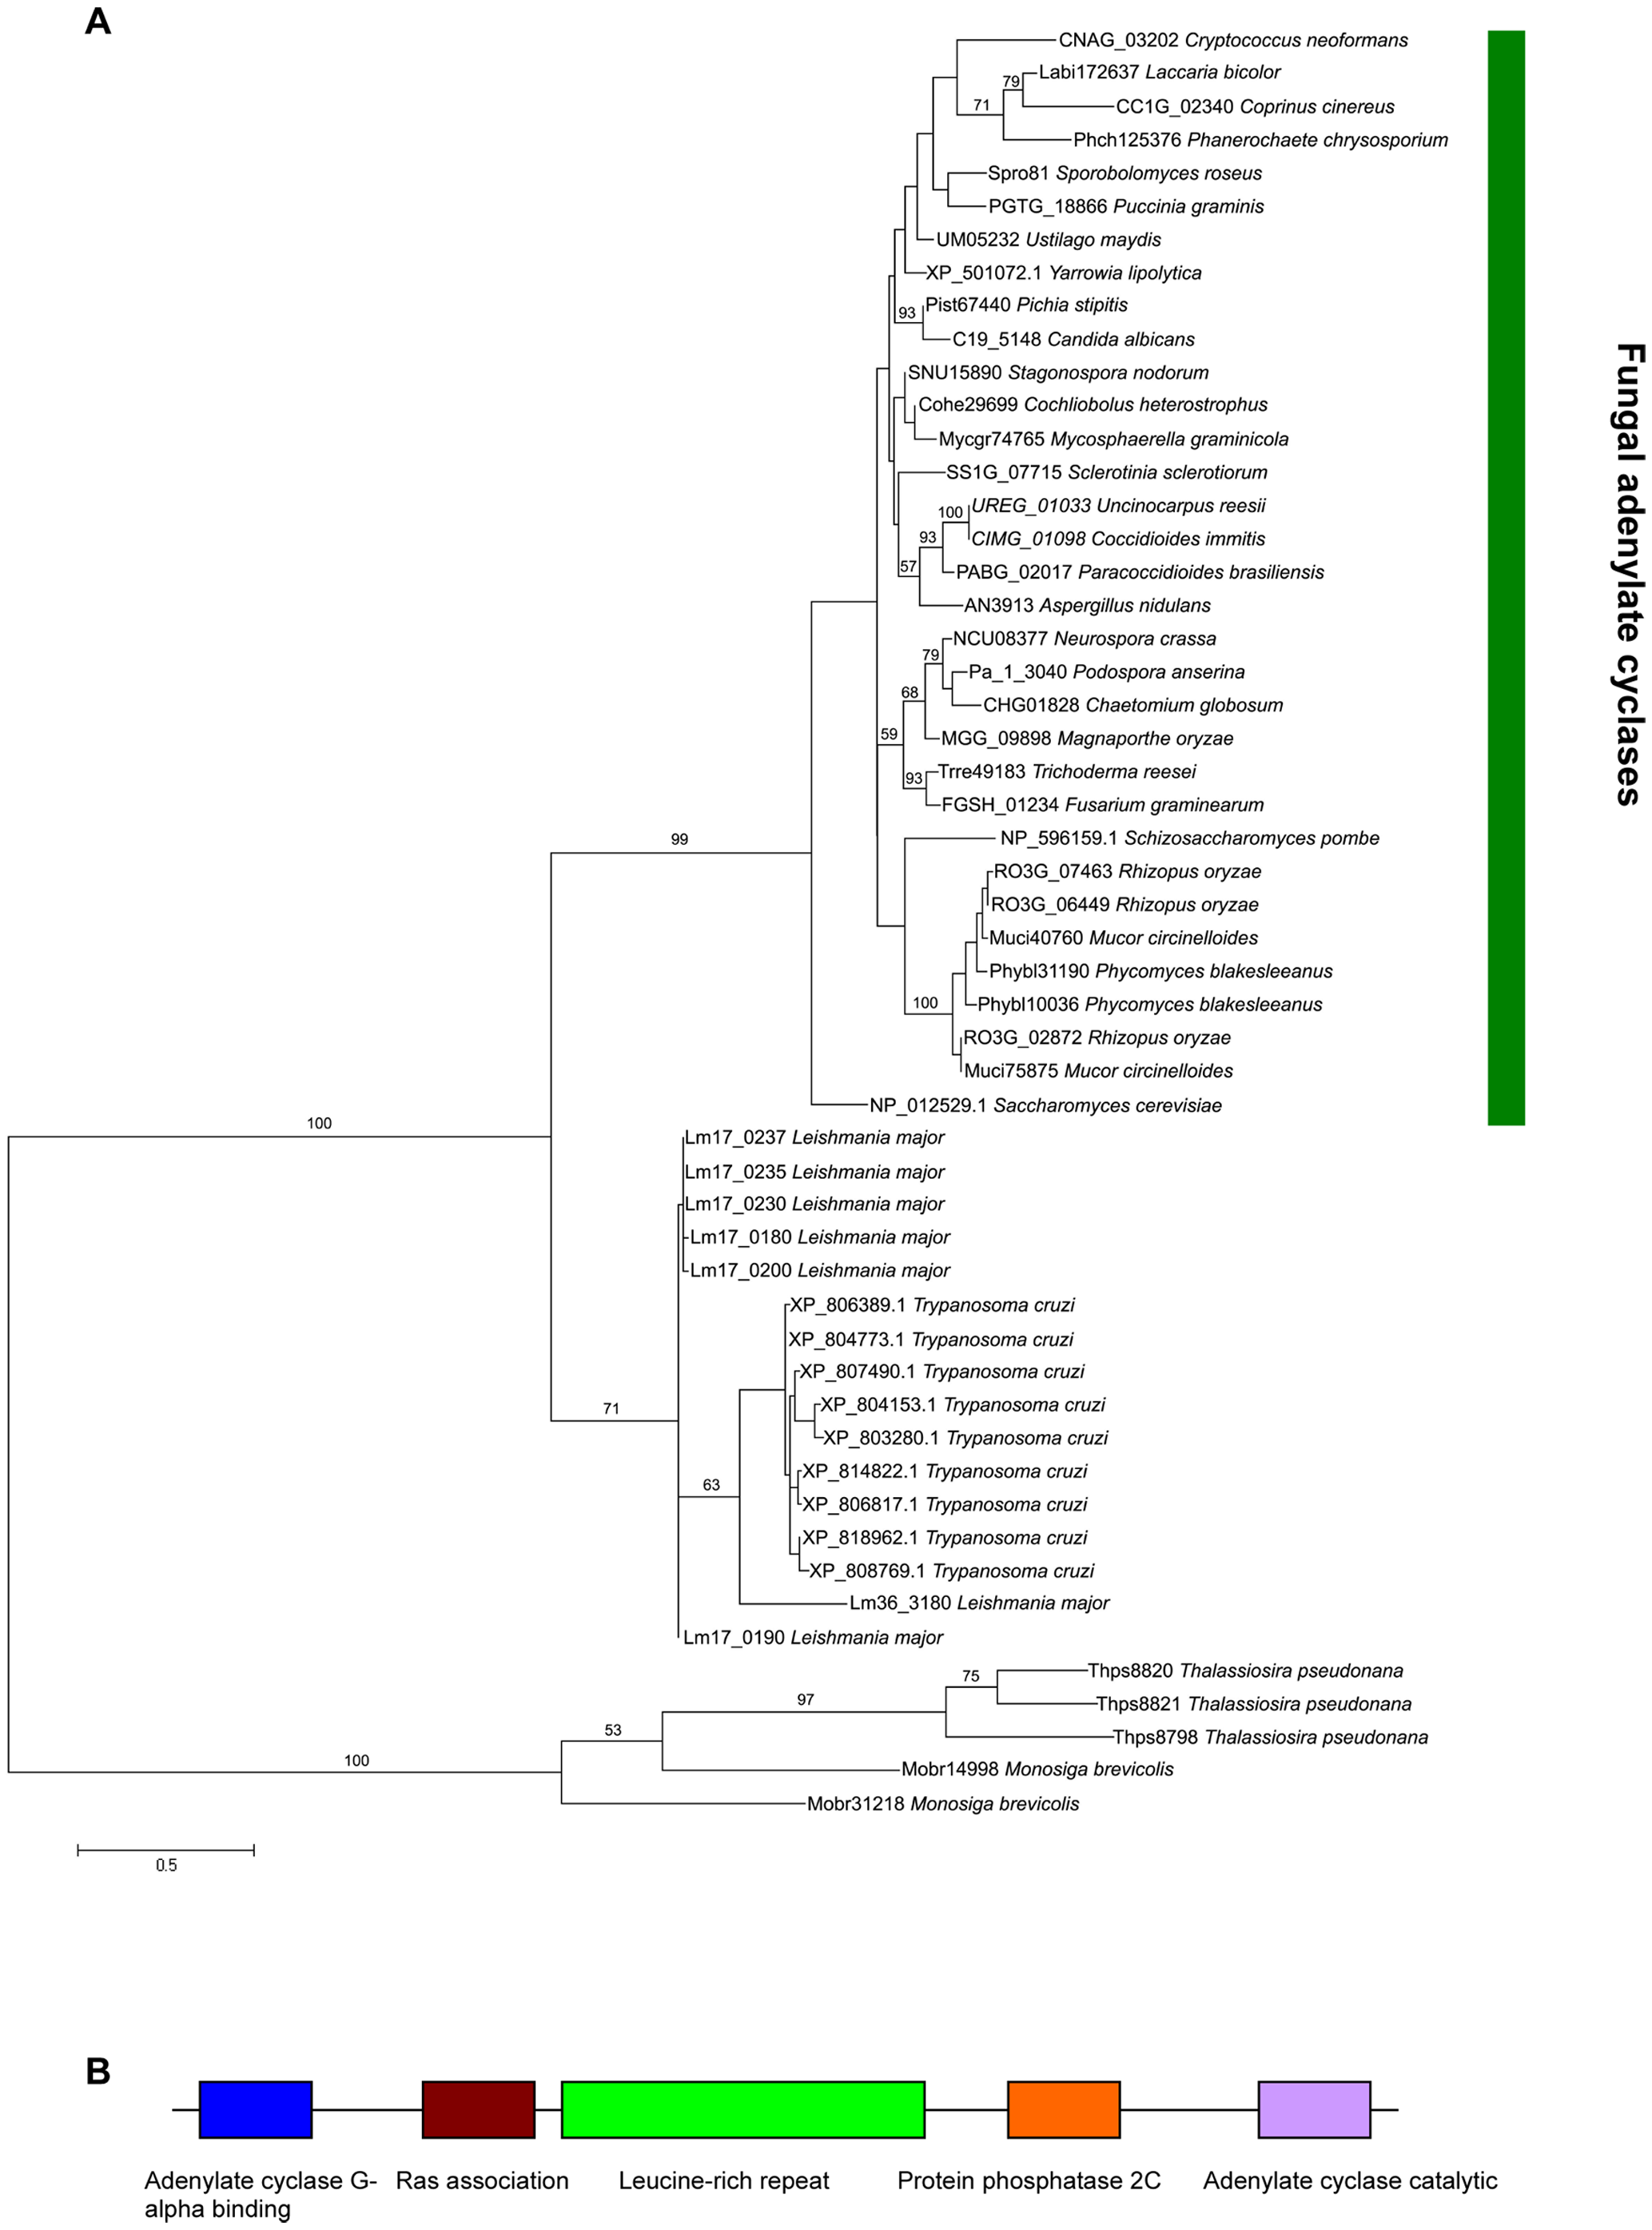 A
CNAG_03202 Cryptococcus neoformans
79
Labi172637 Laccaria bicolor
71
CC1G_02340 Coprinus cinereus
Phch125376 Phanerochaete chrysosporium
Spro81 Sporobolomyces roseus
PGTG_18866 Puccinia graminis
UM05232 Ustilago maydis
XP_501072.1 Yarrowia lipolytica
93
Pist67440 Pichia stipitis
C19_5148 Candida albicans
SNU15890 Stagonospora nodorum
Cohe29699 Cochliobolus heterostrophus
Mycgr74765 Mycosphaerella graminicola
SS1G_07715 Sclerotinia sclerotiorum
100
UREG_01033 Uncinocarpus reesii
93
CIMG_01098 Coccidioides immitis
57
PABG_02017 Paracoccidioides brasiliensis
AN3913 Aspergillus nidulans
NCU08377 Neurospora crassa
79
Pa_1_3040 Podospora anserina
68
CHG01828 Chaetomium globosum
59
MGG_09898 Magnaporthe oryzae
93
Trre49183 Trichoderma reesei
FGSH_01234 Fusarium graminearum
99
NP_596159.1 Schizosaccharomyces pombe
RO3G_07463 Rhizopus oryzae
RO3G_06449 Rhizopus oryzae
Muci40760 Mucor circinelloides
Phybl31190 Phycomyces blakesleeanus
100
Phybl10036 Phycomyces blakesleeanus
RO3G_02872 Rhizopus oryzae
Muci75875 Mucor circinelloides
NP_012529.1 Saccharomyces cerevisiae
Fungal adenylate cyclases
100
Lm17_0237 Leishmania major
Lm17_0235 Leishmania major
Lm17_0230 Leishmania major
Lm17_0180 Leishmania major
Lm17_0200 Leishmania major
XP_806389.1 Trypanosoma cruzi
XP_804773.1 Trypanosoma cruzi
XP_807490.1 Trypanosoma cruzi
71
XP_804153.1 Trypanosoma cruzi
XP_803280.1 Trypanosoma cruzi
XP_814822.1 Trypanosoma cruzi
63
XP_806817.1 Trypanosoma cruzi
XP_818962.1 Trypanosoma cruzi
XP_808769.1 Trypanosoma cruzi
Lm36_3180 Leishmania major
Lm17_0190 Leishmania major
75
Thps8820 Thalassiosira pseudonana
97
Thps8821 Thalassiosira pseudonana
53
Thps8798 Thalassiosira pseudonana
100
Mobr14998 Monosiga brevicolis
Mobr31218 Monosiga brevicolis
0.5
B
Adenylate cyclase G-
alpha binding
Ras association
Leucine-rich repeat
Protein phosphatase 2C
Adenylate cyclase catalytic